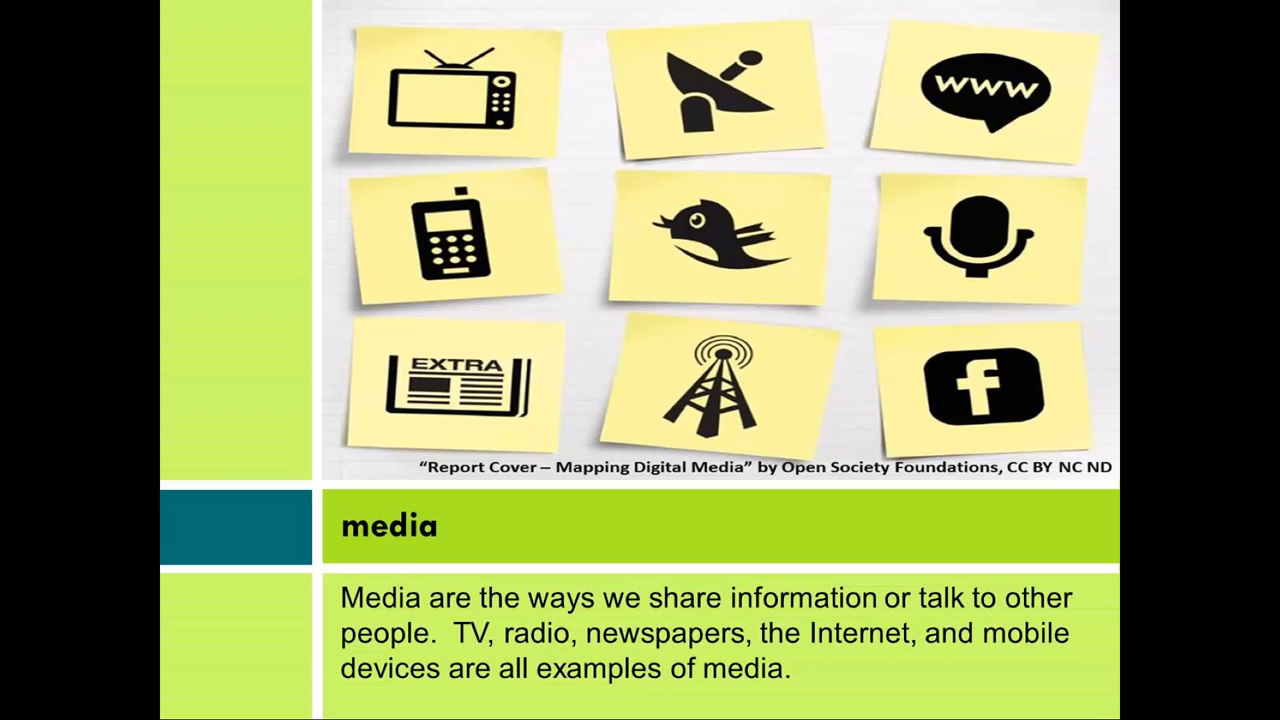 WWW
EXTRA
f
“Report Cover – Mapping Digital Media” by Open Society Foundations, CC BY NC ND
media
Media are the ways we share information or talk to other
people.  TV, radio, newspapers, the Internet, and mobile
devices are all examples of media.